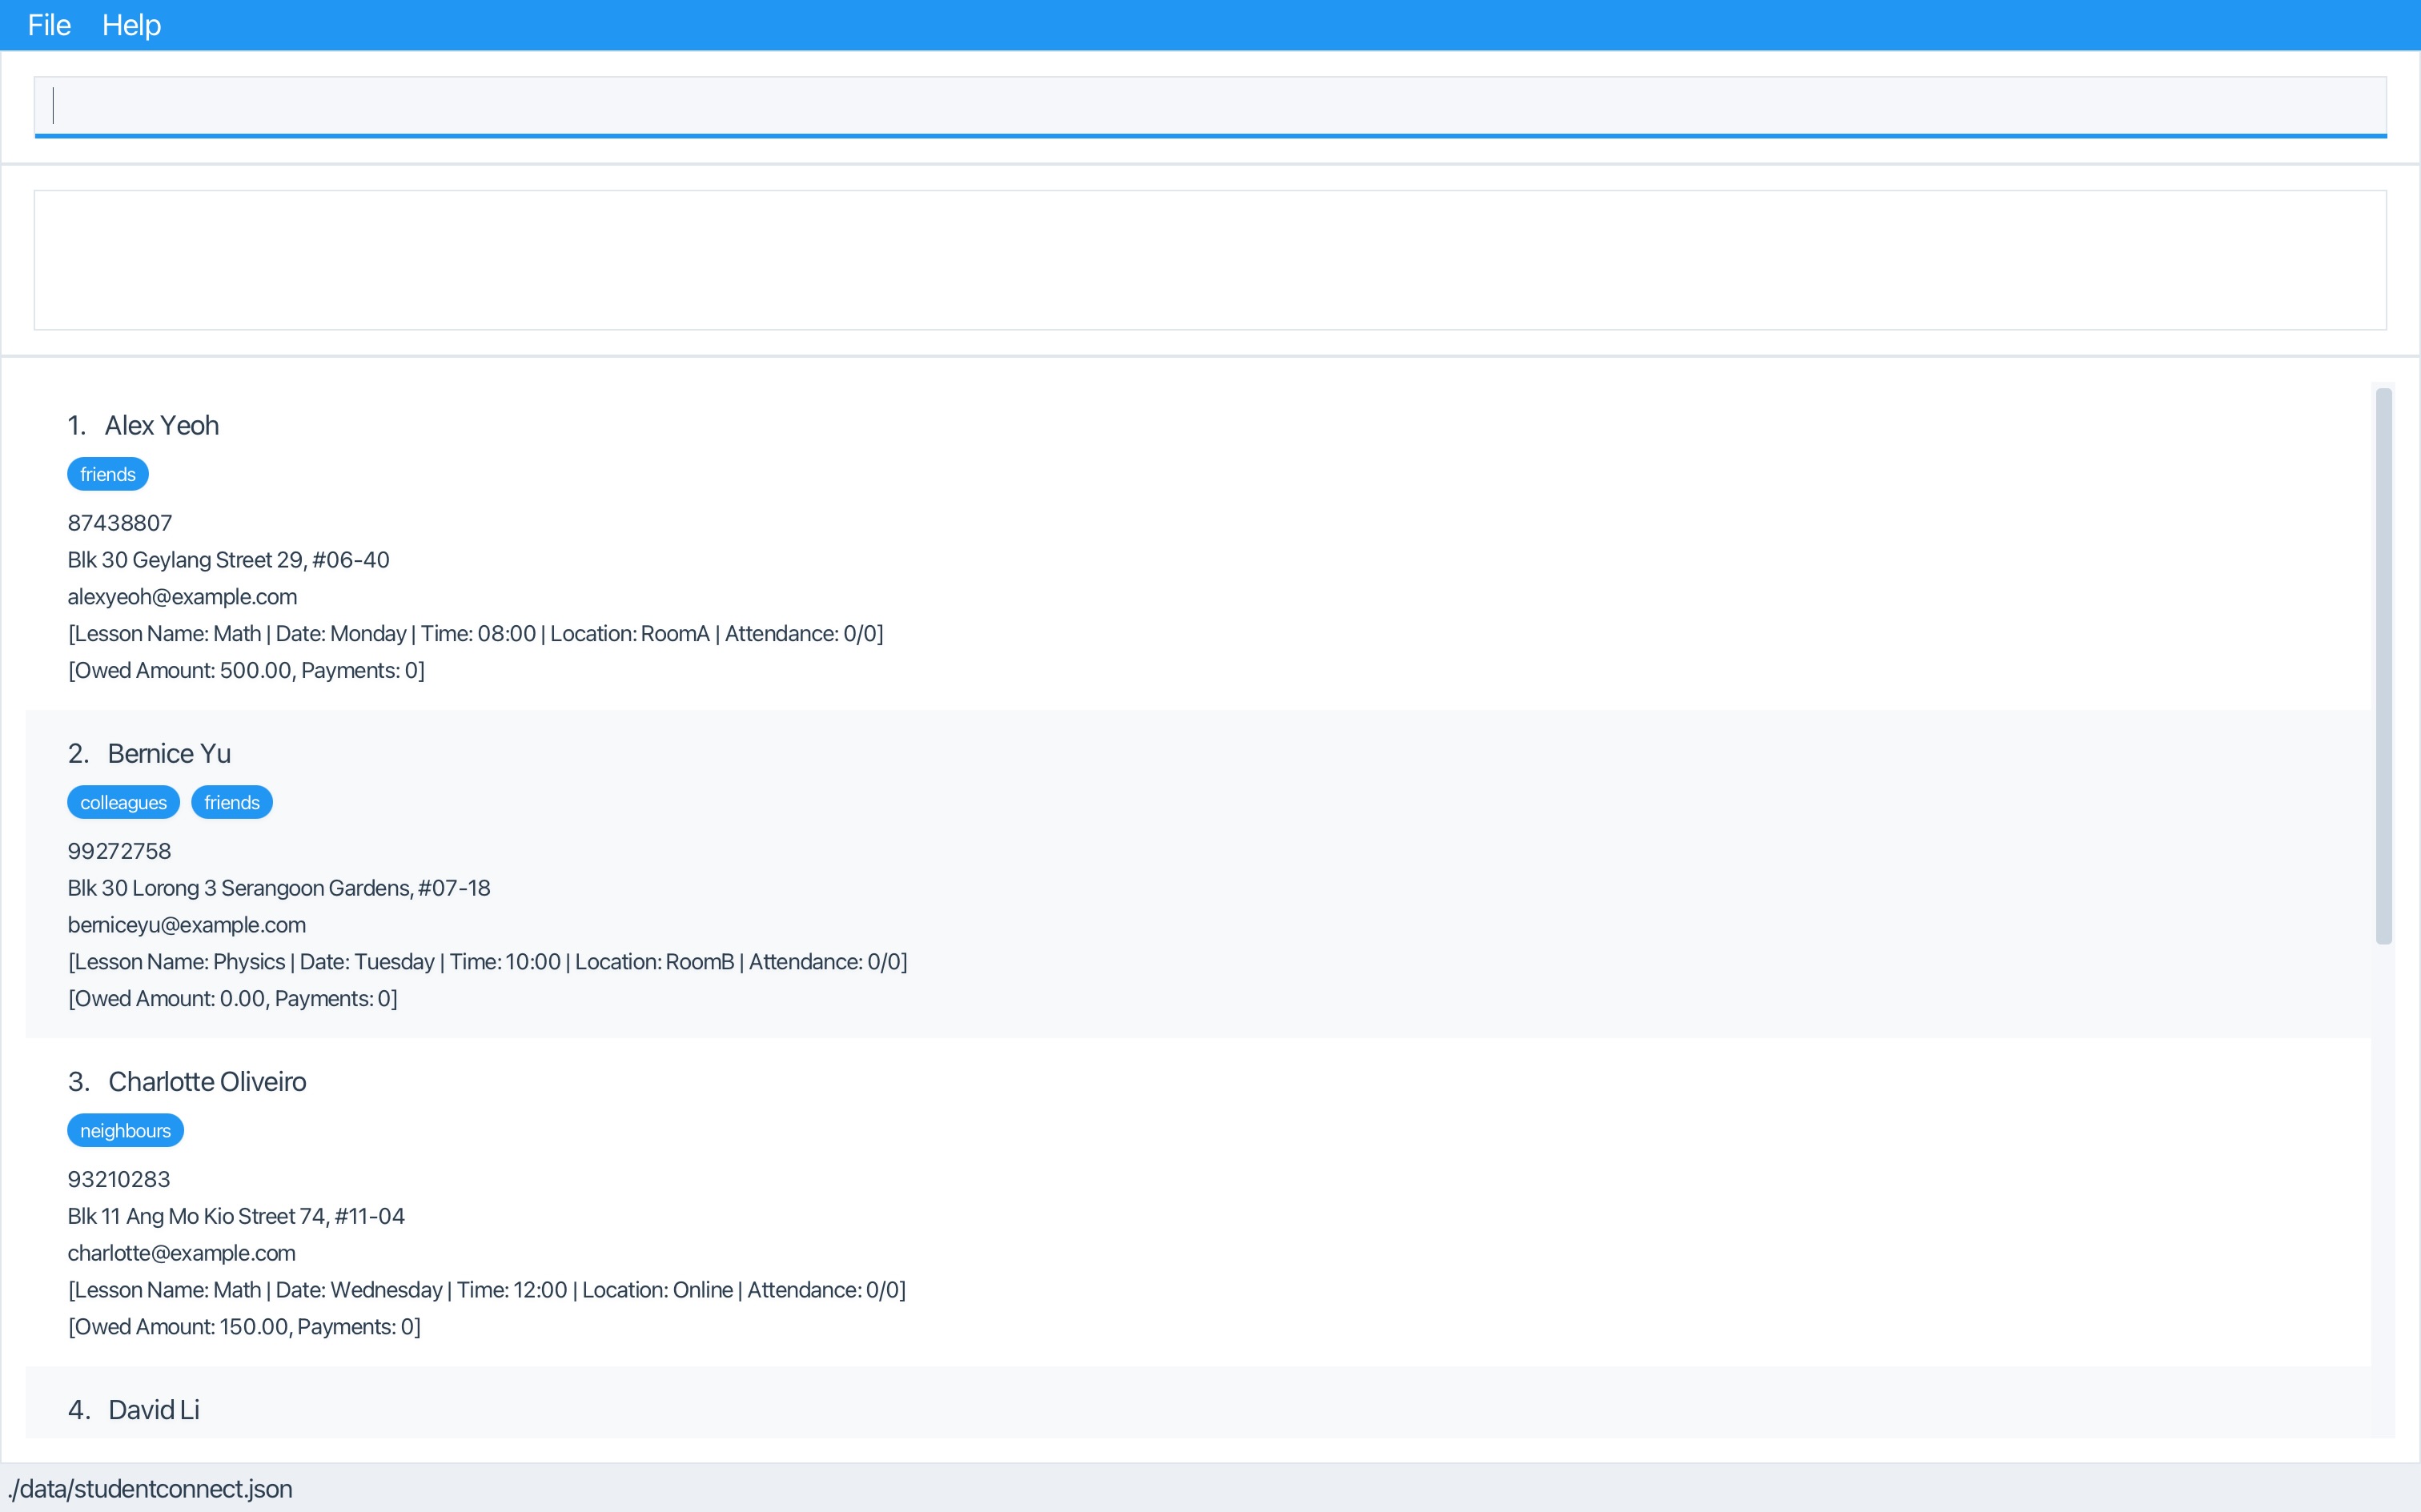 File Help
1. Alex Yeoh
friends
87438807
Blk 30 Geylang Street 29, #06-40
alexyeoh@example.com
[Lesson Name: Math | Date: Monday | Time: 08:00 | Location: RoomA | Attendance: 0/0]
[Owed Amount: 500.00, Payments: 0]
2. Bernice Yu
colleagues friends
99272758
Blk 30 Lorong 3 Serangoon Gardens, #07-18
berniceyu@example.com
[Lesson Name: Physics | Date: Tuesday | Time: 10:00 | Location: RoomB | Attendance: 0/0]
[Owed Amount: 0.00, Payments: 0]
3. Charlotte Oliveiro
neighbours
93210283
Blk 11 Ang Mo Kio Street 74, #11-04
charlotte@example.com
[Lesson Name: Math | Date: Wednesday | Time: 12:00 | Location: Online | Attendance: 0/0]
[Owed Amount: 150.00, Payments: 0]
4. David Li
./data/studentconnect.json